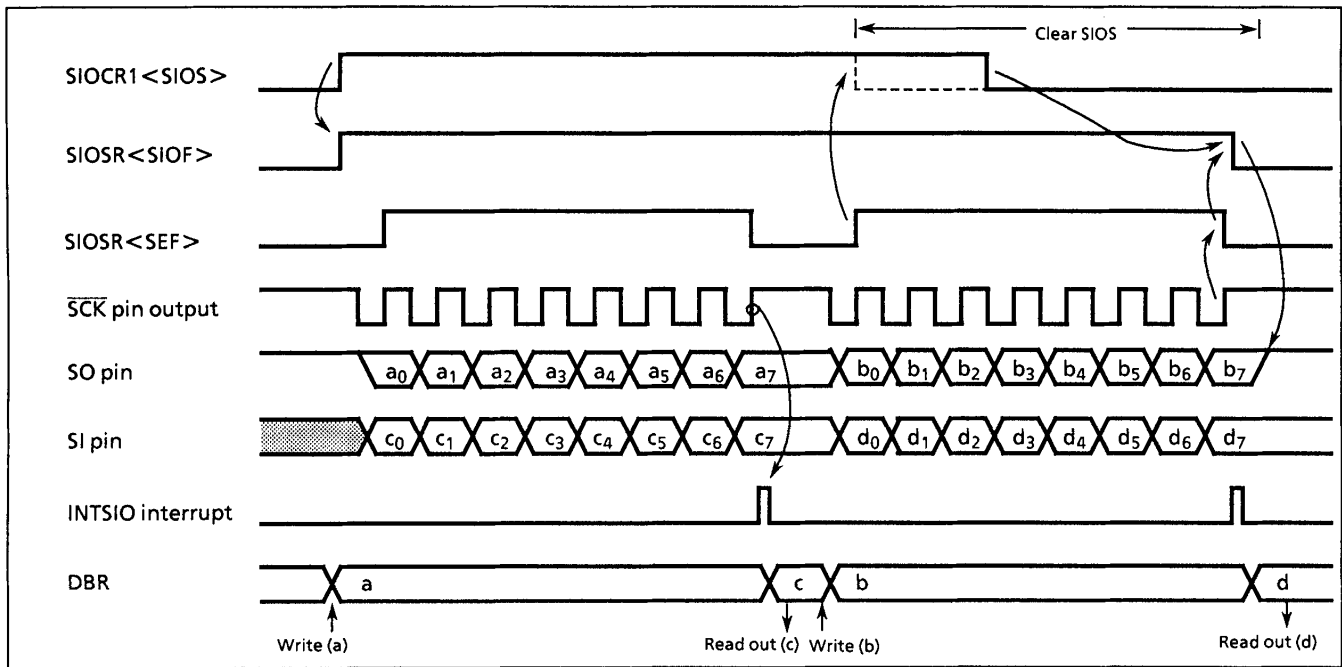 Clear SIOS
SIOCR1<SIOS>
SIOSR<SIOF>
SIOSR<SEF>
SCK pin output
SO pin a0 a1 a2 a3 a4 a5 a6 a7 b0 b1 b2 b3 b4 b5 b6 b7
SI pin c0 c1 c2 c3 c4 c5 c6 c7 d0 d1 d2 d3 d4 d5 d6 d7
INTSIO interrupt
DBR a c b d
Write (a) Read out (c) Write (b) Read out (d)